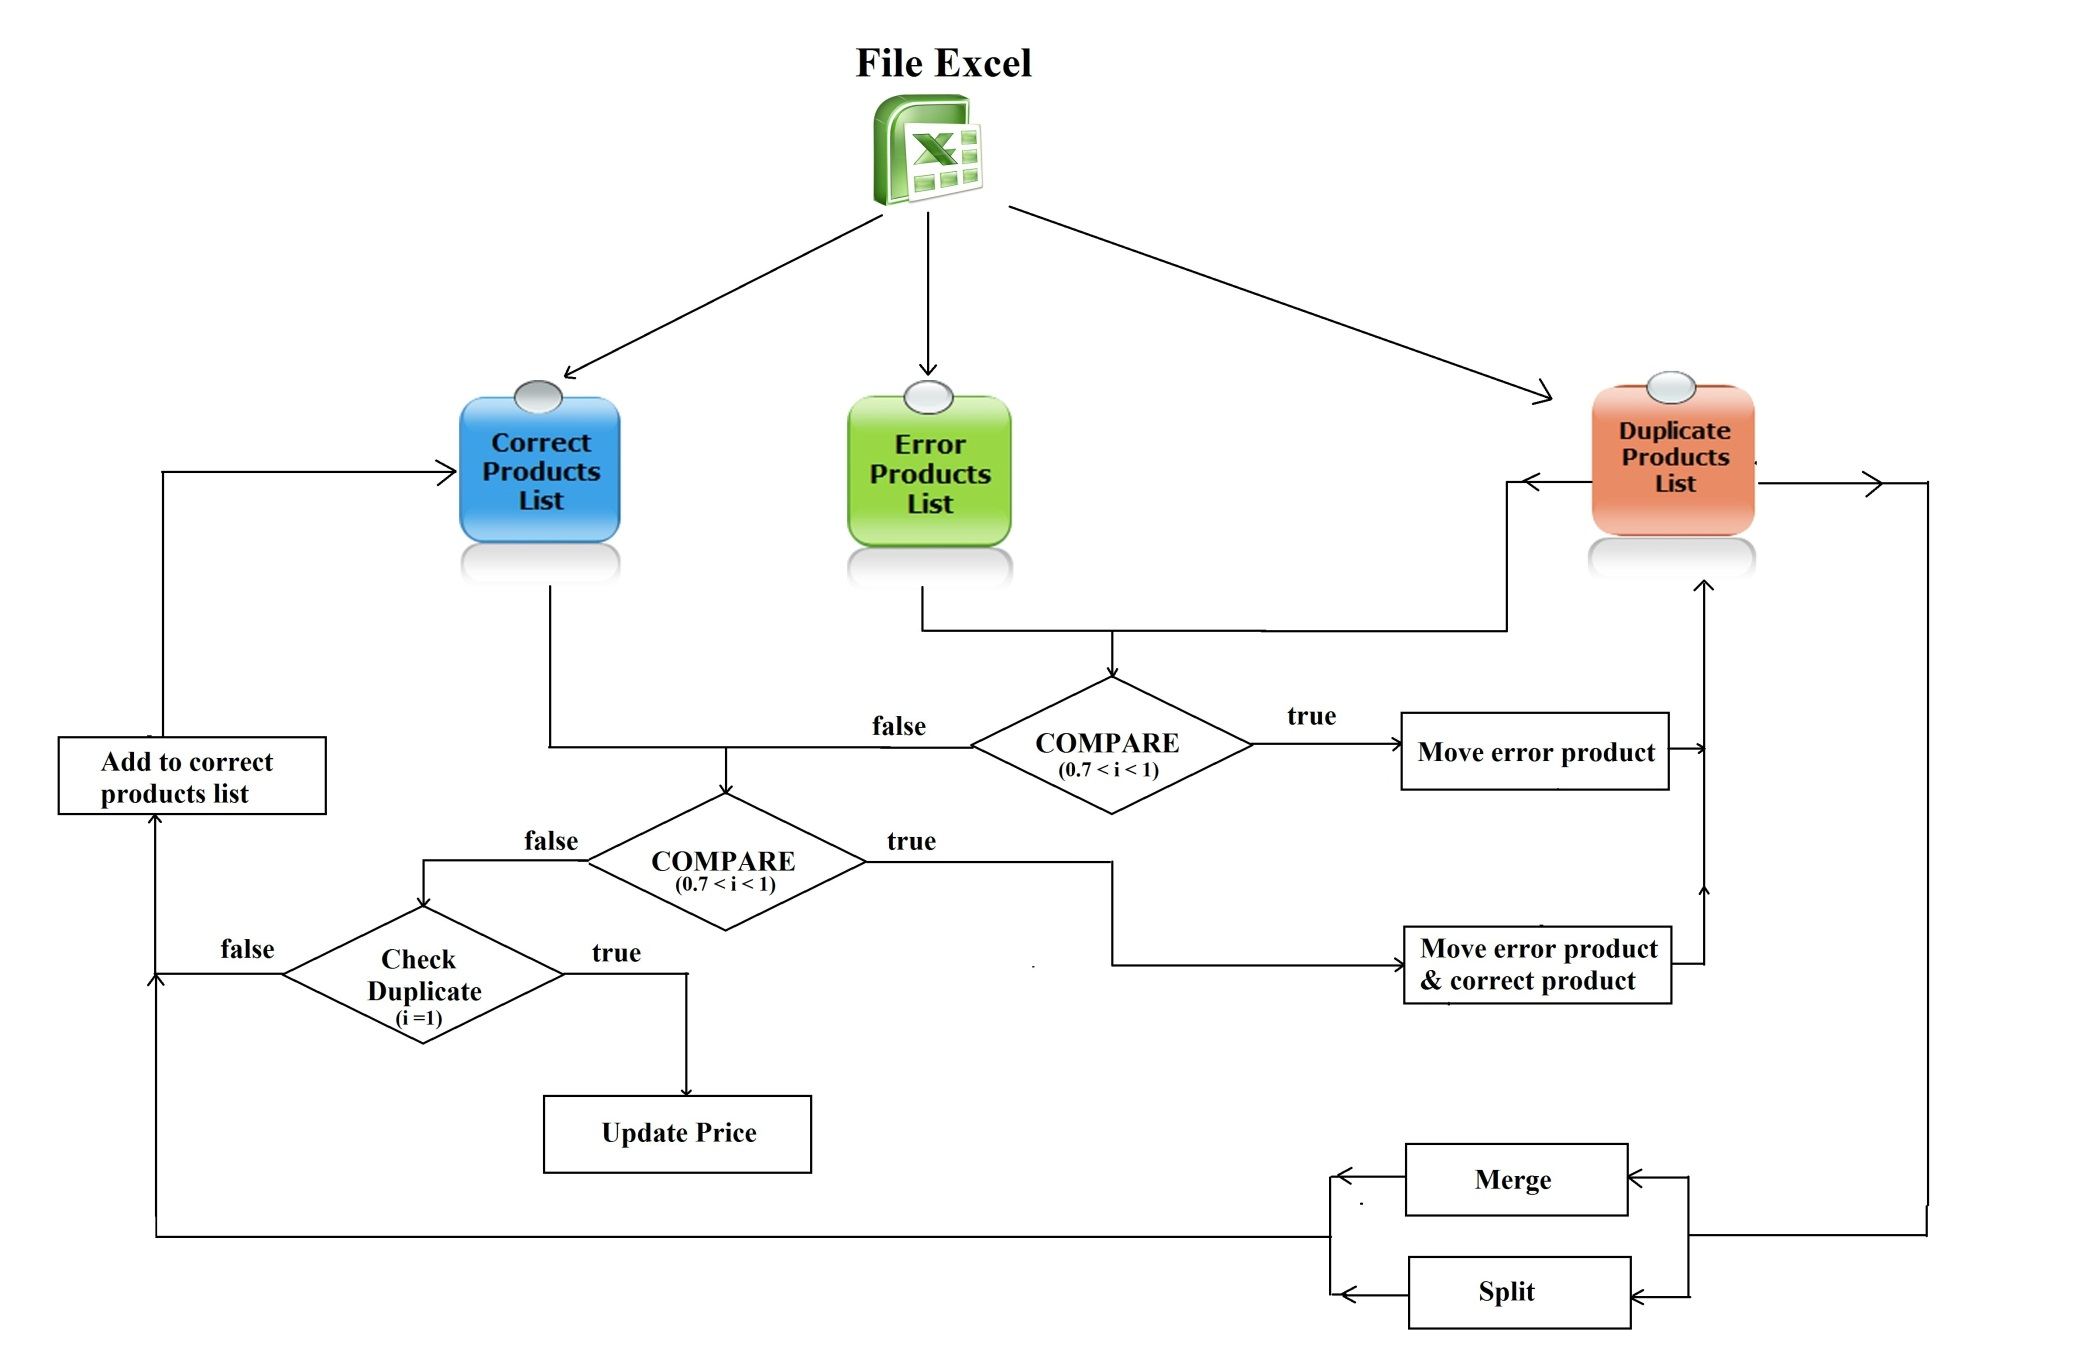 File Excel
Correct
Products
List
Error
Products
List
Duplicate
Products
List
false
COMPARE
(0.7 < i < 1)
true
Move error product
Add to correct
products list
false
COMPARE
(0.7 < i < 1)
true
false
Check
Duplicate
(i =1)
true
Move error product
& correct product
Update Price
Merge
Split